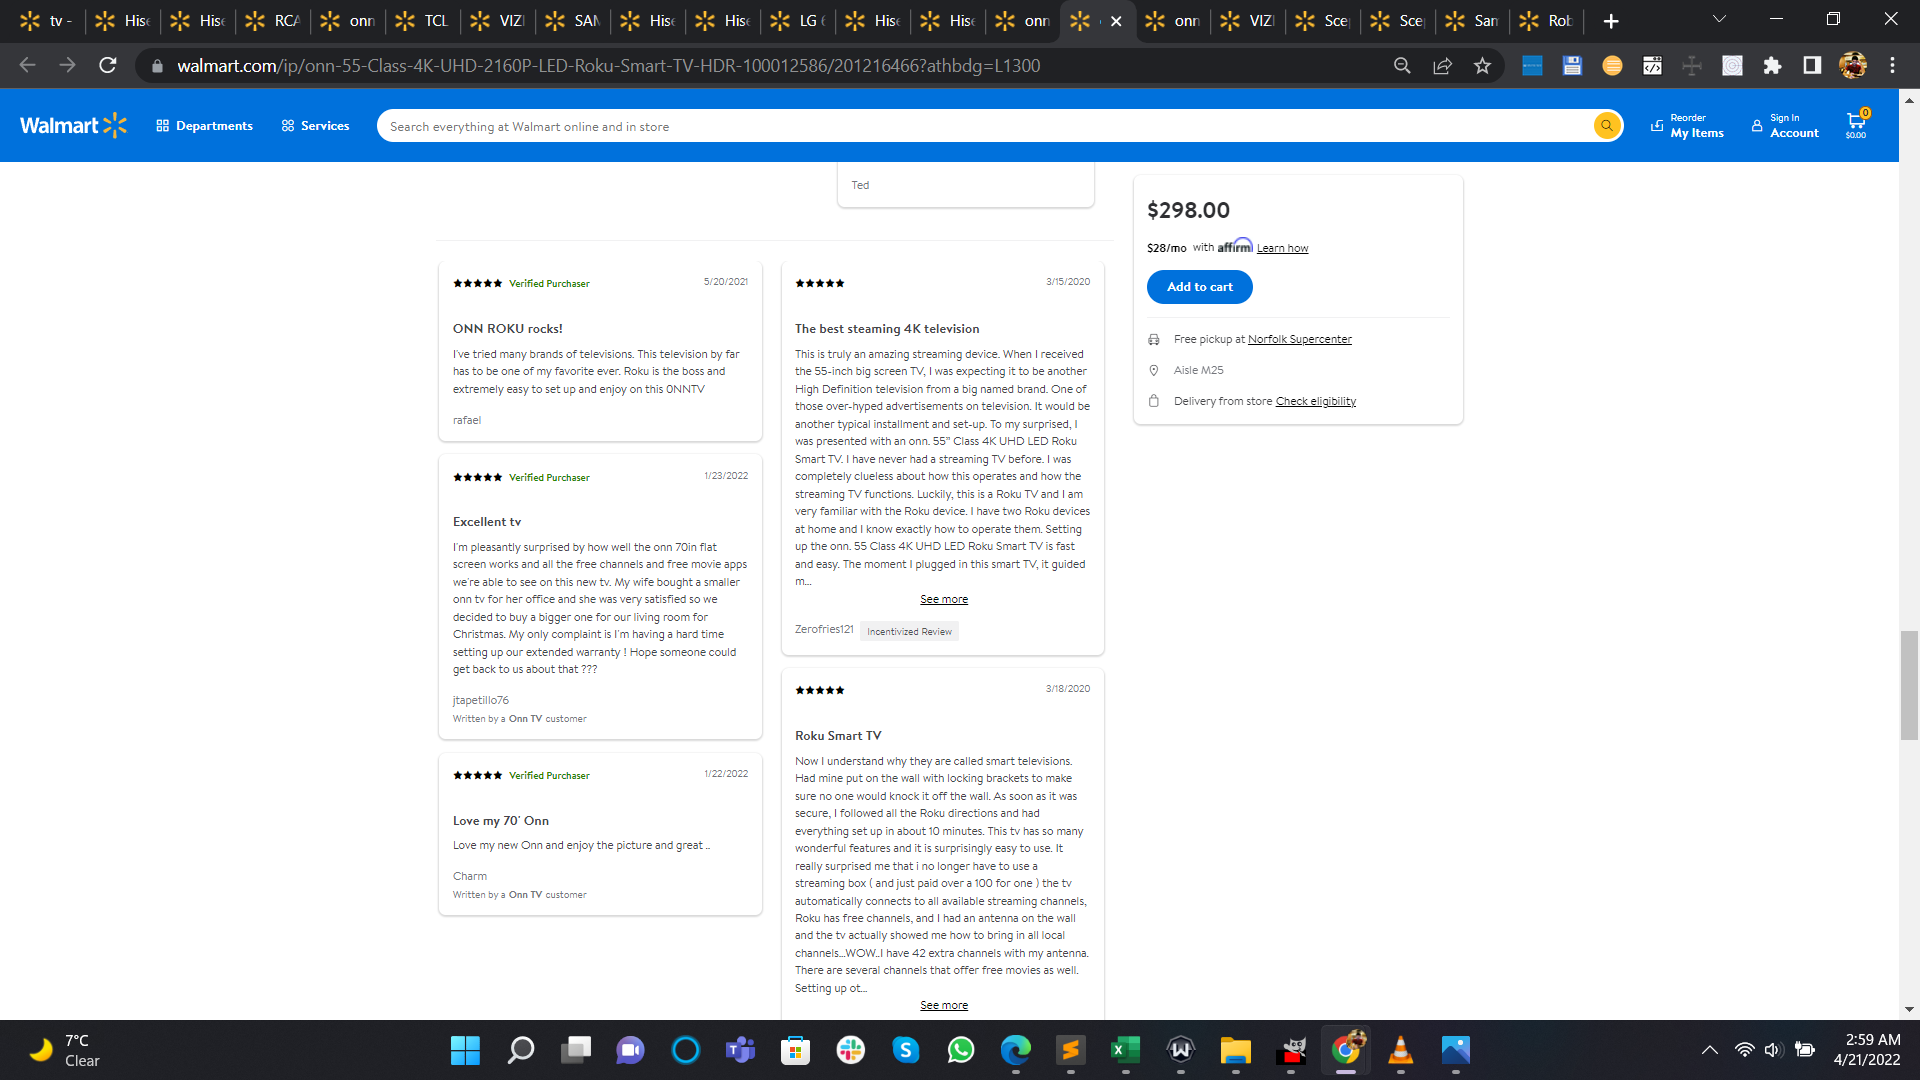 tv -
Hise
Hise
RCA
onn
TCL
VIZI
SAM
Hise
Hise
LG 6
Hise
Hise
onn
onn
VIZI
Scep
Scep
Sam
Rob
walmart.com/ip/onn-55-Class-4K-UHD-2160P-LED-Roku-Smart-TV-HDR-100012586/201216466?athbdg=L1300
Walmart
Departments
Services
Search everything at Walmart online and in store
Reorder
My Items
Sign In
Account
0
$0.00
Ted
Verified Purchaser
5/20/2021
ONN ROKU rocks!
I've tried many brands of televisions. This television by far
has to be one of my favorite ever. Roku is the boss and
extremely easy to set up and enjoy on this 0NNTV
rafael
Verified Purchaser
1/23/2022
Excellent tv
I'm pleasantly surprised by how well the onn 70in flat
screen works and all the free channels and free movie apps
we're able to see on this new tv. My wife bought a smaller
onn tv for her office and she was very satisfied so we
decided to buy a bigger one for our living room for
Christmas. My only complaint is I'm having a hard time
setting up our extended warranty ! Hope someone could
get back to us about that ???
jtapetillo76
Written by a Onn TV customer
Verified Purchaser
1/22/2022
Love my 70' Onn
Love my new Onn and enjoy the picture and great ..
Charm
Written by a Onn TV customer
3/15/2020
The best steaming 4K television
This is truly an amazing streaming device. When I received
the 55-inch big screen TV, I was expecting it to be another
High Definition television from a big named brand. One of
those over-hyped advertisements on television. It would be
another typical installment and set-up. To my surprised, I
was presented with an onn. 55” Class 4K UHD LED Roku
Smart TV. I have never had a streaming TV before. I was
completely clueless about how this operates and how the
streaming TV functions. Luckily, this is a Roku TV and I am
very familiar with the Roku device. I have two Roku devices
at home and I know exactly how to operate them. Setting
up the onn. 55 Class 4K UHD LED Roku Smart TV is fast
and easy. The moment I plugged in this smart TV, it guided
m...
See more
Zerofries121
Incentivized Review
3/18/2020
Roku Smart TV
Now I understand why they are called smart televisions.
Had mine put on the wall with locking brackets to make
sure no one would knock it off the wall. As soon as it was
secure, I followed all the Roku directions and had
everything set up in about 10 minutes. This tv has so many
wonderful features and it is surprisingly easy to use. It
really surprised me that i no longer have to use a
streaming box ( and just paid over a 100 for one ) the tv
automatically connects to all available streaming channels,
Roku has free channels, and I had an antenna on the wall
and the tv actually showed me how to bring in all local
channels...WOW..I have 42 extra channels with my antenna.
There are several channels that offer free movies as well.
Setting up ot...
See more
$298.00
$28/mo with affirm Learn how
Add to cart
Free pickup at Norfolk Supercenter
Aisle M25
Delivery from store Check eligibility
7°C
Clear
2:59 AM
4/21/2022